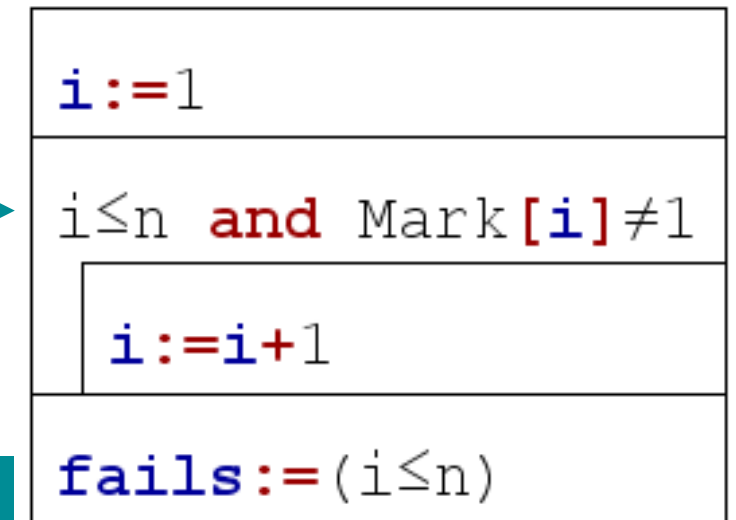 i:=1
i≤n and Mark[i]≠1
i:=i+1
fails:=(i≤n)